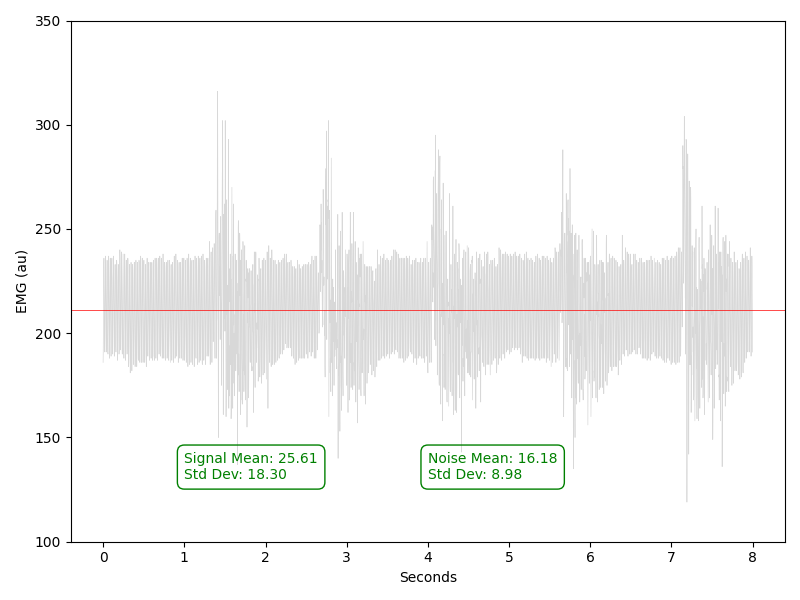 350
300
250
200
150
100
EMG (au)
Signal Mean: 25.61
Std Dev: 18.30
Noise Mean: 16.18
Std Dev: 8.98
0 1 2 3 4 5 6 7 8
Seconds